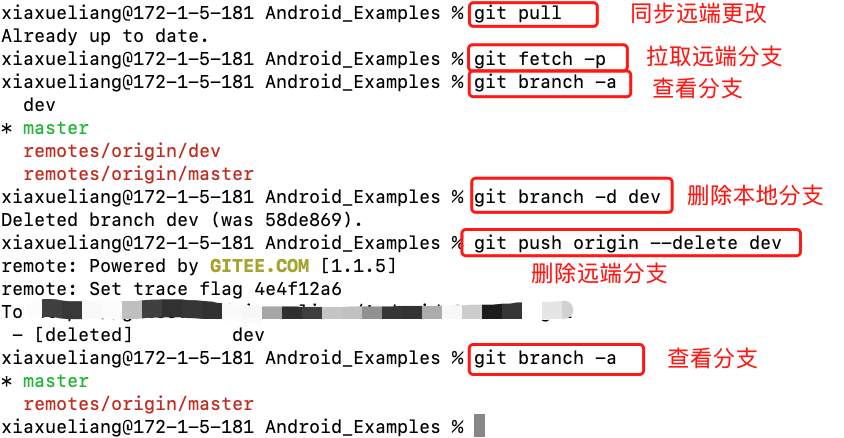 xiaxueliang@172-1-5-181 Android_Examples % git pull 同步远端更改
Already up to date.
xiaxueliang@172-1-5-181 Android_Examples % git fetch -p 拉取远端分支
xiaxueliang@172-1-5-181 Android_Examples % git branch -a 查看分支
dev
* master
remotes/origin/dev
remotes/origin/master
xiaxueliang@172-1-5-181 Android_Examples % git branch -d dev 删除本地分支
Deleted branch dev (was 58de869).
xiaxueliang@172-1-5-181 Android_Examples % git push origin --delete dev
remote: Powered by GITEE.COM [1.1.5]
删除远端分支
remote: Set trace flag 4e4f12a6
To
- [deleted] dev
xiaxueliang@172-1-5-181 Android_Examples % git branch -a 查看分支
* master
remotes/origin/master
xiaxueliang@172-1-5-181 Android_Examples %